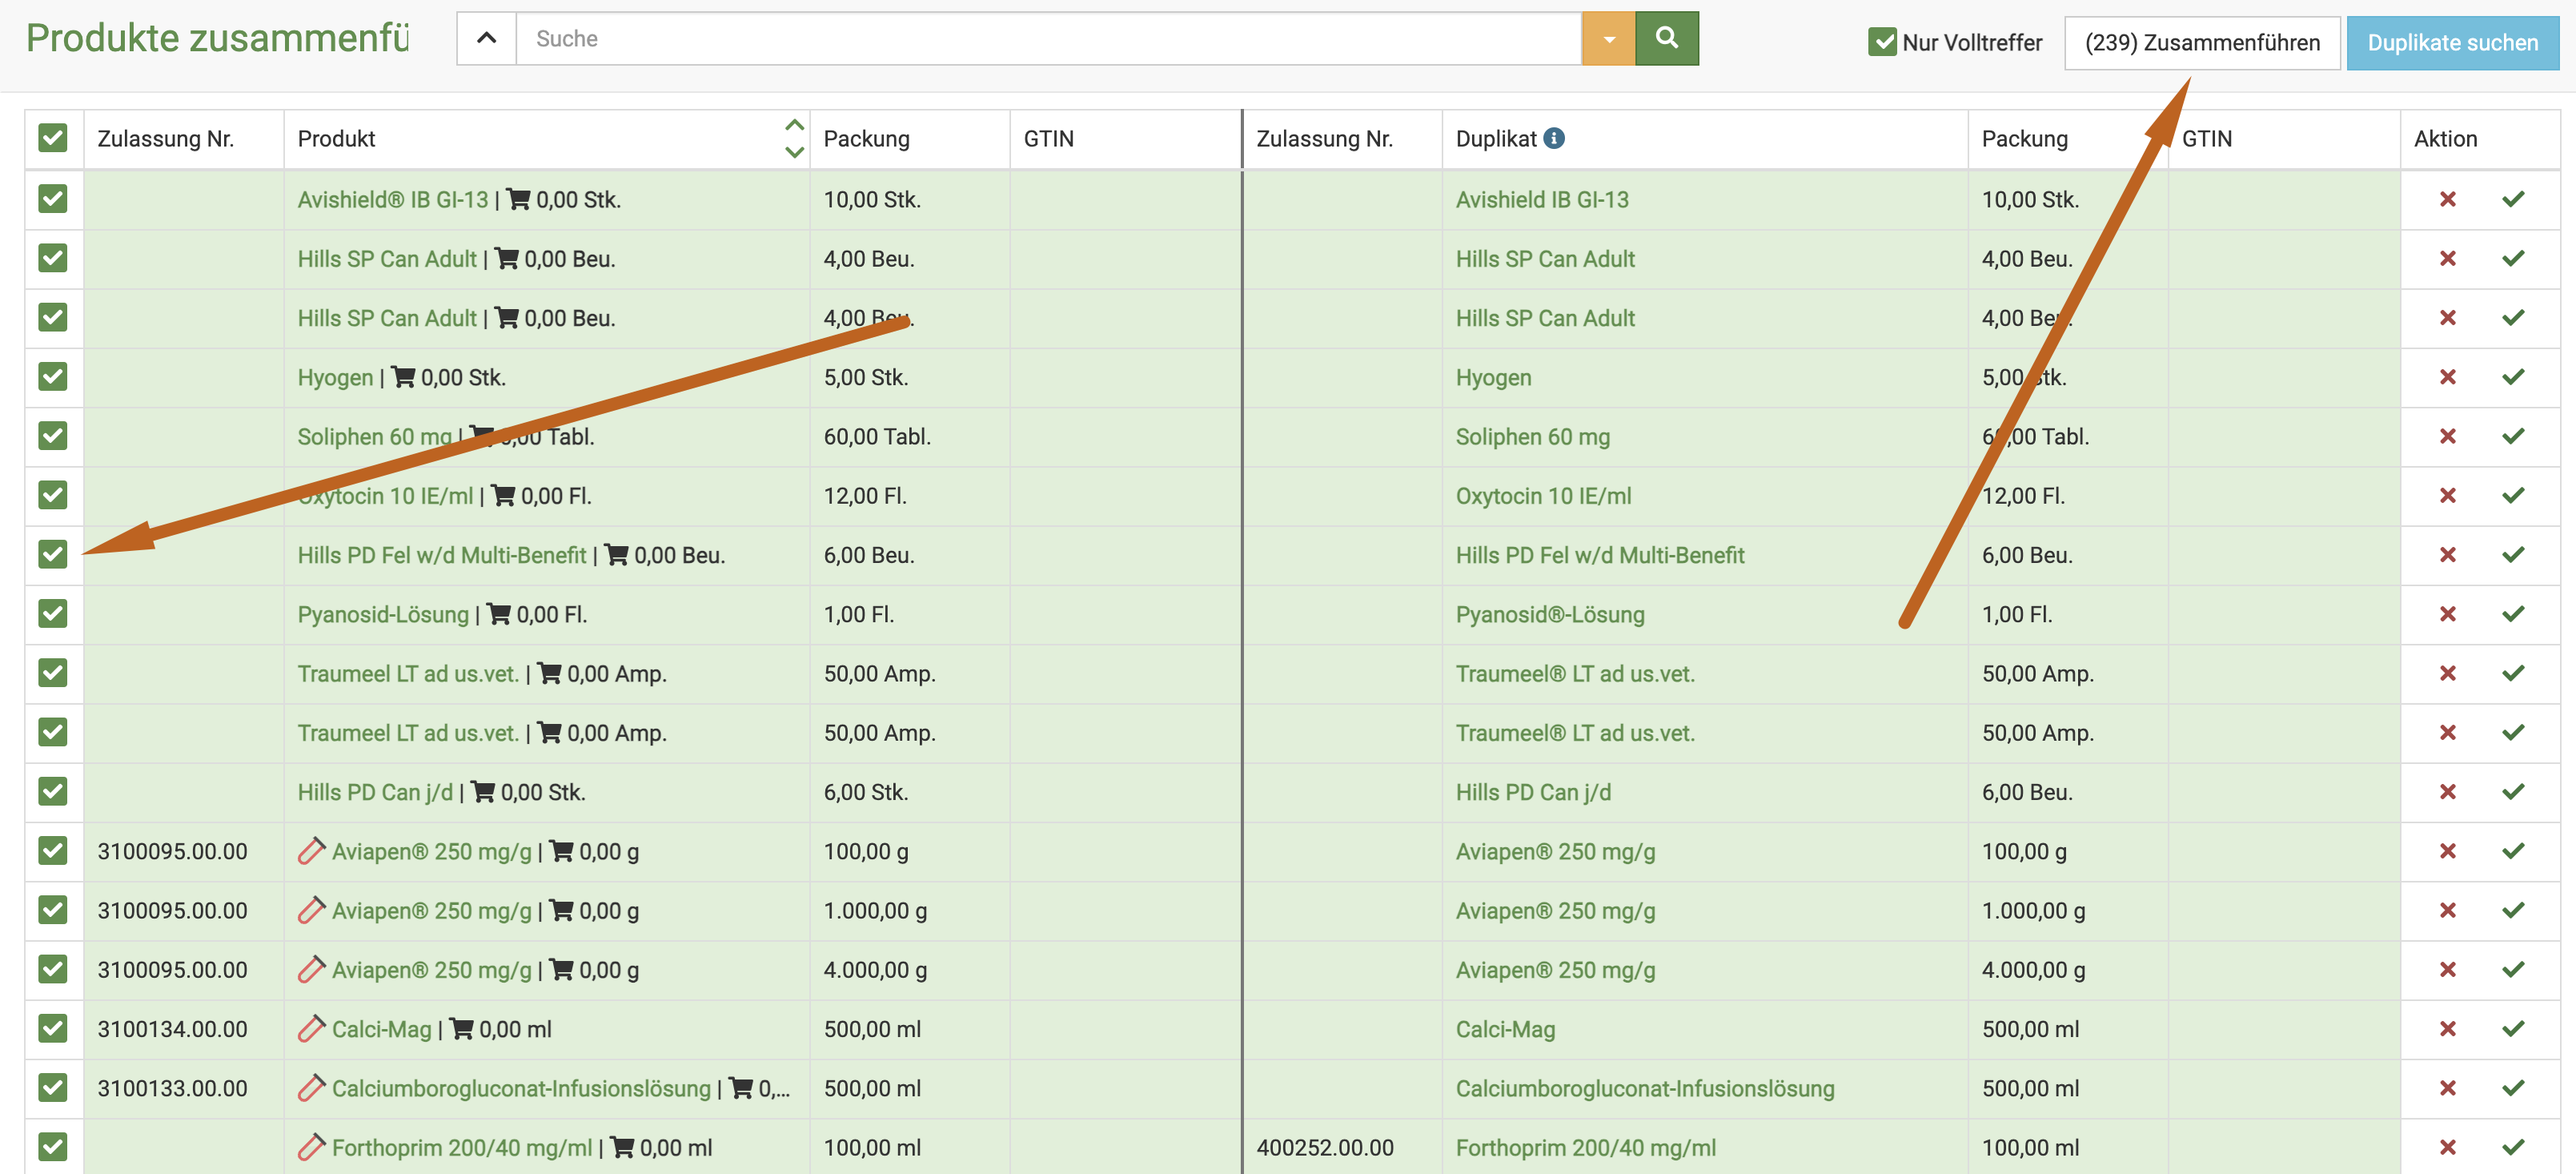 Produkte zusammenfü
Suche
Nur Volltreffer
(239) Zusammenführen
Duplikate suchen
Zulassung Nr. Produkt Packung GTIN Zulassung Nr. Duplikat Packung GTIN Aktion
Avishield® IB GI-13 | 0,00 Stk. 10,00 Stk. Avishield IB GI-13 10,00 Stk.
Hills SP Can Adult | 0,00 Beu. 4,00 Beu. Hills SP Can Adult 4,00 Beu.
Hills SP Can Adult | 0,00 Beu. 4,00 Beu. Hills SP Can Adult 4,00 Beu.
Hyogen | 0,00 Stk. 5,00 Stk. Hyogen 5,00 Stk.
Soliphen 60 mg | 0,00 Tabl. 60,00 Tabl. Soliphen 60 mg 60,00 Tabl.
Oxytocin 10 IE/ml | 0,00 Fl. 12,00 Fl. Oxytocin 10 IE/ml 12,00 Fl.
Hills PD Fel w/d Multi-Benefit | 0,00 Beu. 6,00 Beu. Hills PD Fel w/d Multi-Benefit 6,00 Beu.
Pyanosid-Lösung | 0,00 Fl. 1,00 Fl. Pyanosid®-Lösung 1,00 Fl.
Traumeel LT ad us.vet. | 0,00 Amp. 50,00 Amp. Traumeel® LT ad us.vet. 50,00 Amp.
Traumeel LT ad us.vet. | 0,00 Amp. 50,00 Amp. Traumeel® LT ad us.vet. 50,00 Amp.
Hills PD Can j/d | 0,00 Stk. 6,00 Stk. Hills PD Can j/d 6,00 Beu.
3100095.00.00 Aviapen® 250 mg/g | 0,00 g 100,00 g Aviapen® 250 mg/g 100,00 g
3100095.00.00 Aviapen® 250 mg/g | 0,00 g 1.000,00 g Aviapen® 250 mg/g 1.000,00 g
3100095.00.00 Aviapen® 250 mg/g | 0,00 g 4.000,00 g Aviapen® 250 mg/g 4.000,00 g
3100134.00.00 Calci-Mag | 0,00 ml 500,00 ml Calci-Mag 500,00 ml
3100133.00.00 Calciumborogluconat-Infusionslösung | 0,... 500,00 ml Calciumborogluconat-Infusionslösung 500,00 ml
Forthoprim 200/40 mg/ml | 0,00 ml 100,00 ml 400252.00.00 Forthoprim 200/40 mg/ml 100,00 ml